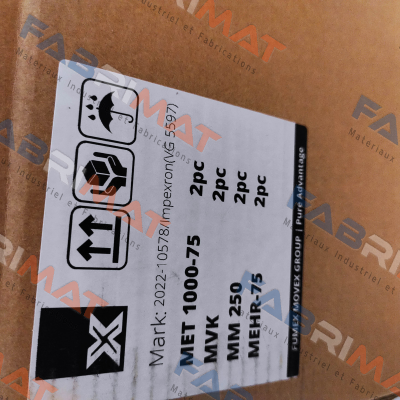 Mark: 2022-10578/Impexron(VG 5597)
MET 1000-75 2pc
MVK 2pc
MM 250 2pc
MEHR-75 2pc
FUMEX MOVEX GROUP | Pure Advantage
X
FABRIMAT
Matériaux Industriel et Fabrications